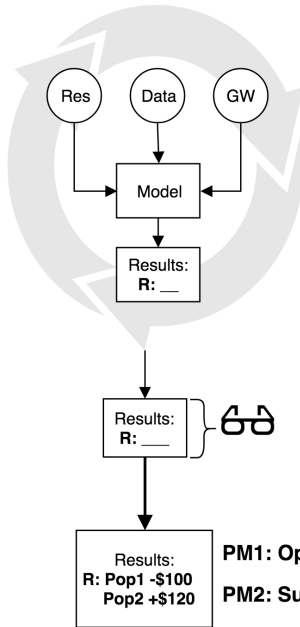 Res
Data
GW
Model
Results:
R: __
Results:
R: ___
Results:
R: Pop1 -$100
Pop2 +$120
PM1: Op
PM2: Su